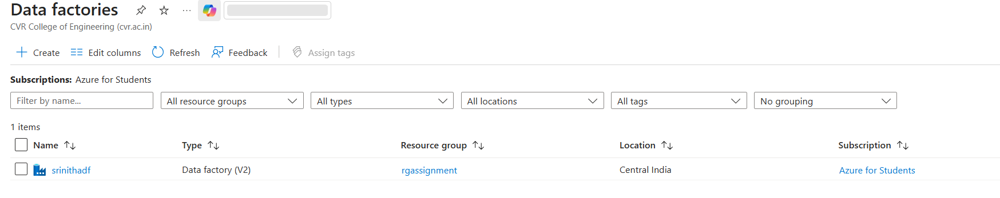 Data factories ...
CVR College of Engineering (cvr.ac.in)
Create Edit columns Refresh Feedback Assign tags
Subscriptions: Azure for Students
Filter by name... All resource groups All types All locations All tags No grouping
1 items
Name Type Resource group Location Subscription
srinithadf Data factory (V2) rgassignment Central India Azure for Students